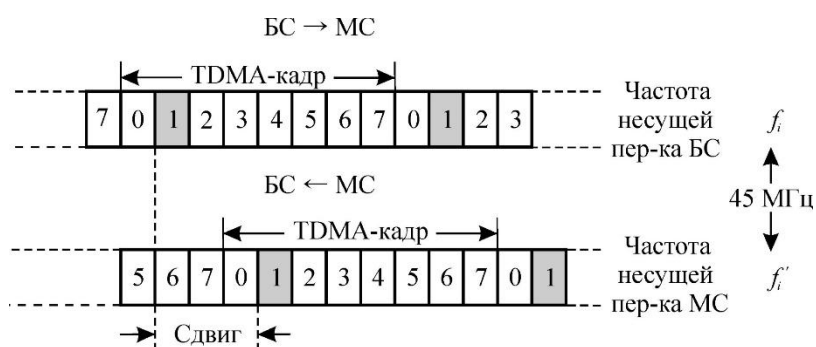 БС → МС
TDMA-кадр
7 0 1 2 3 4 5 6 7 0 1 2 3
Частота
несущей
пер-ка БС
f_i
БС ← МС
45 МГц
TDMA-кадр
5 6 7 0 1 2 3 4 5 6 7 0 1
Частота
несущей
пер-ка МС
f_i'
Сдвиг